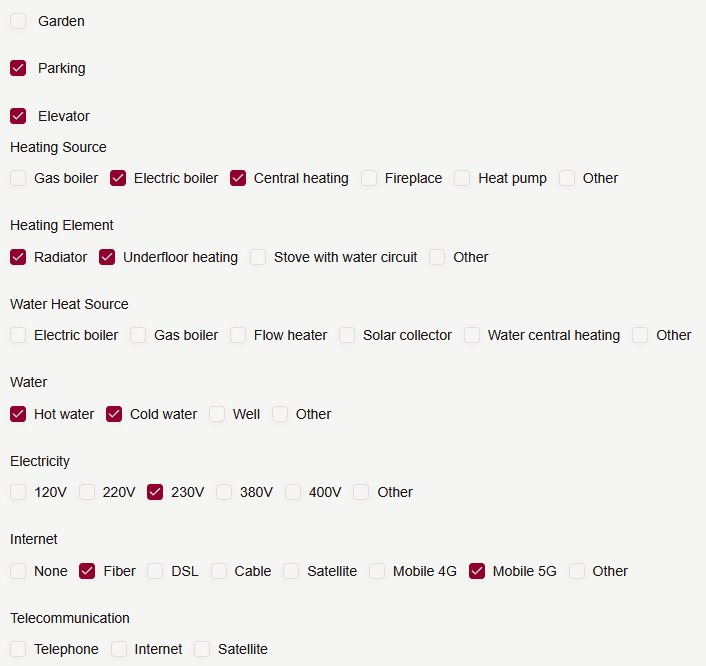 Garden
Parking
Elevator
Heating Source
Gas boiler Electric boiler Central heating Fireplace Heat pump Other
Heating Element
Radiator Underfloor heating Stove with water circuit Other
Water Heat Source
Electric boiler Gas boiler Flow heater Solar collector Water central heating Other
Water
Hot water Cold water Well Other
Electricity
120V 220V 230V 380V 400V Other
Internet
None Fiber DSL Cable Satellite Mobile 4G Mobile 5G Other
Telecommunication
Telephone Internet Satellite